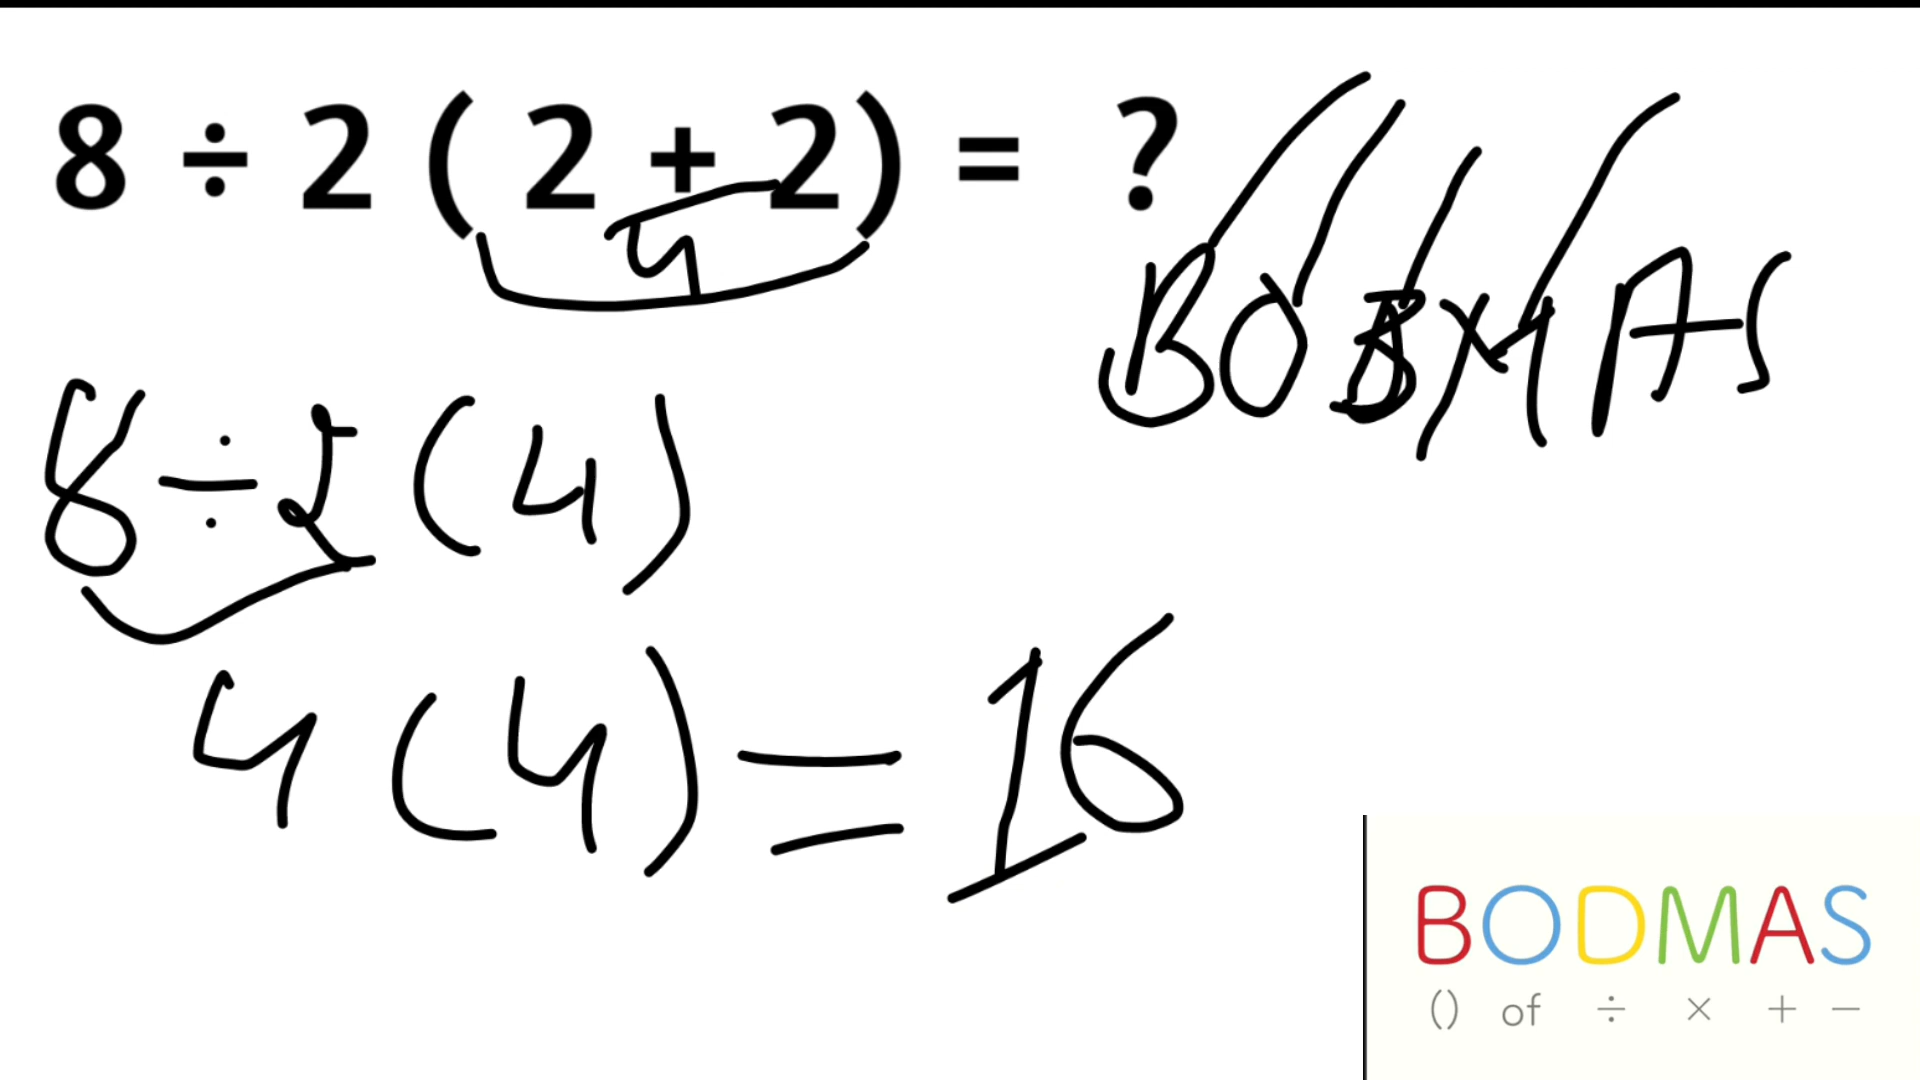 8 ÷ 2 ( 2 + 2 ) = ?
4
BODMAS
8 ÷ 2 ( 4 )
4 ( 4 ) = 16
BODMAS
() of ÷ × + −